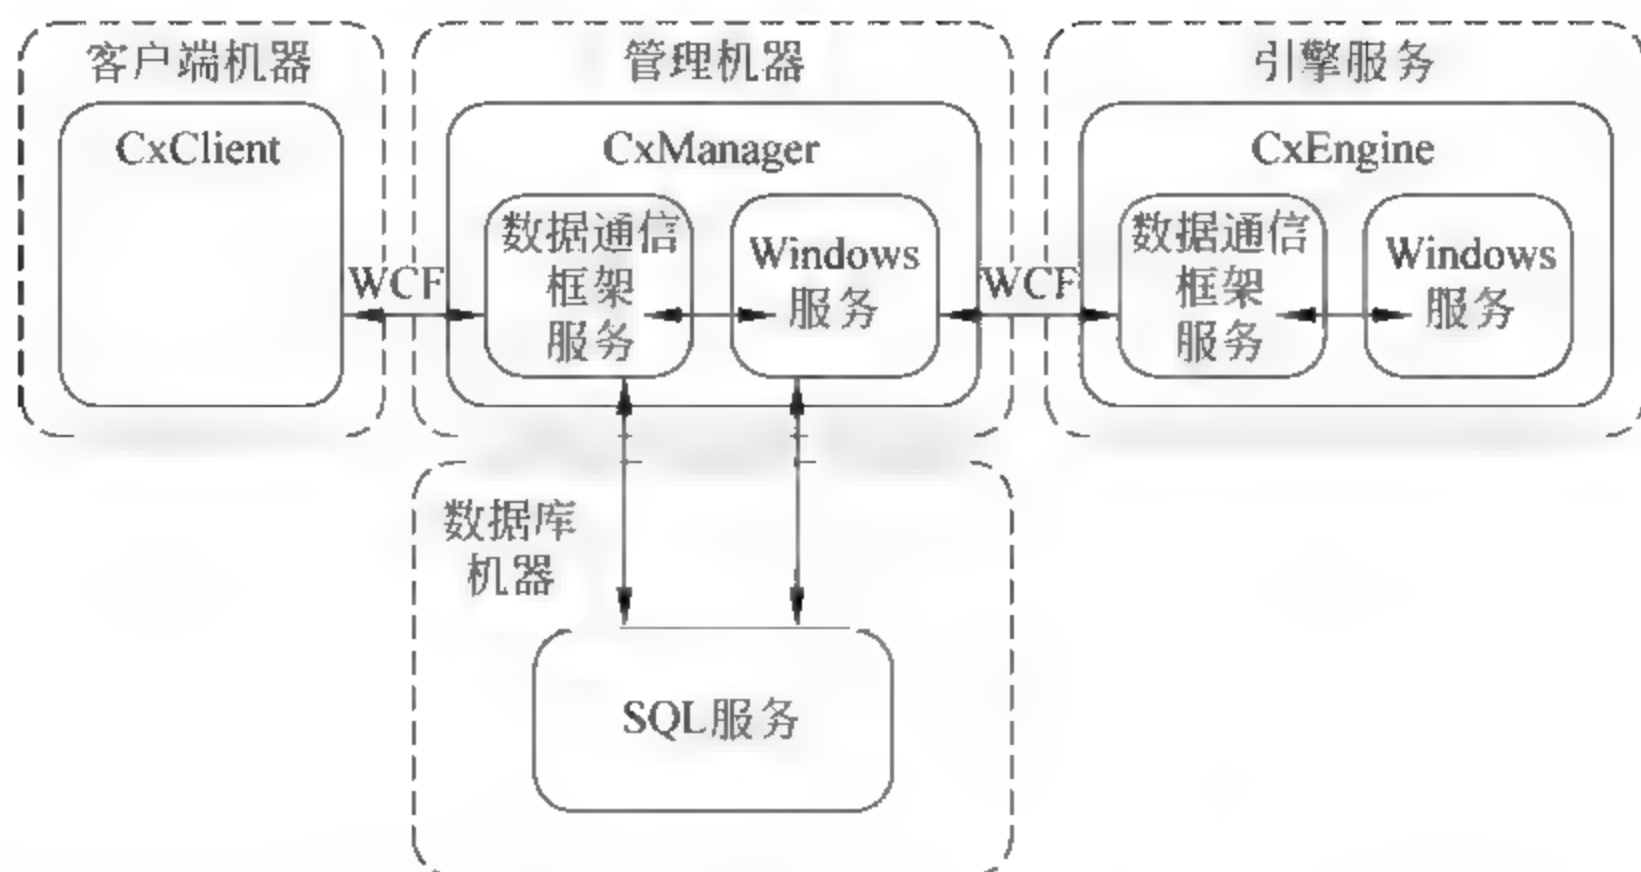 客户端机器
CxClient
WCF
管理机器
CxManager
数据通信
框架
服务
Windows
服务
WCF
引擎服务
CxEngine
数据通信
框架
服务
Windows
服务
数据库
机器
SQL服务